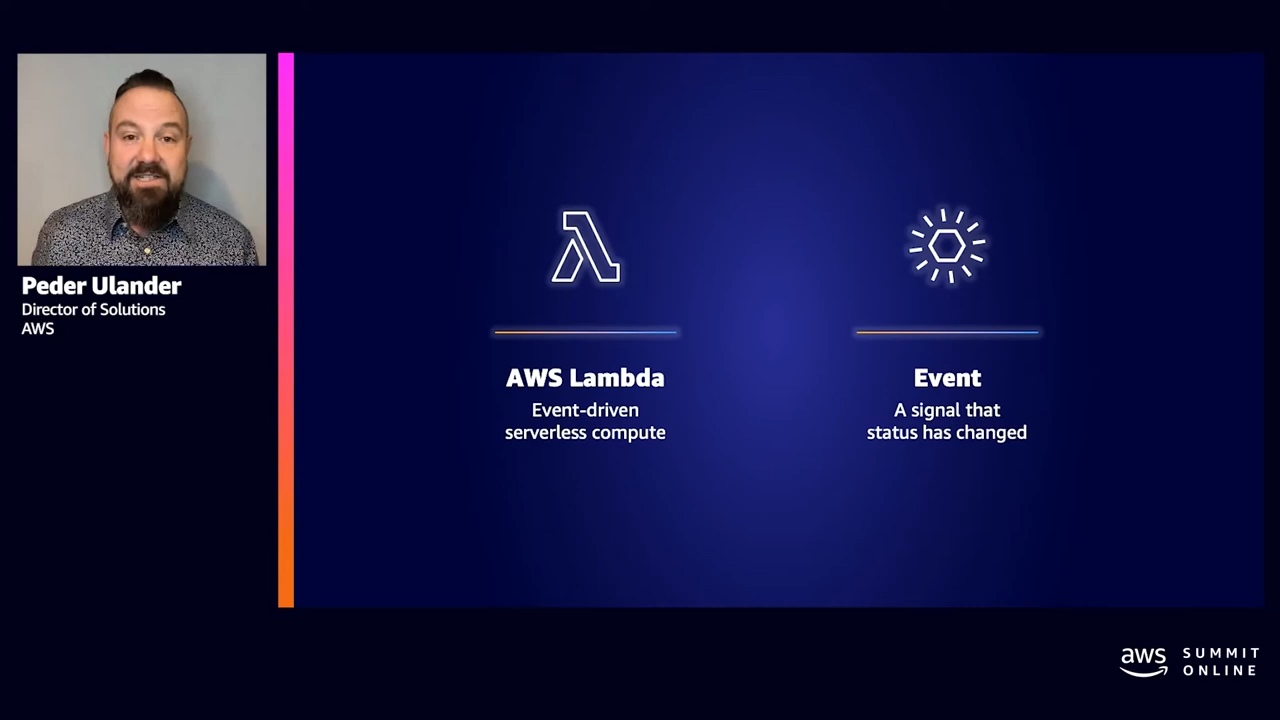 Peder Ulander
Director of Solutions
AWS
AWS Lambda
Event-driven
serverless compute
Event
A signal that
status has changed
aws
SUMMIT
ONLINE